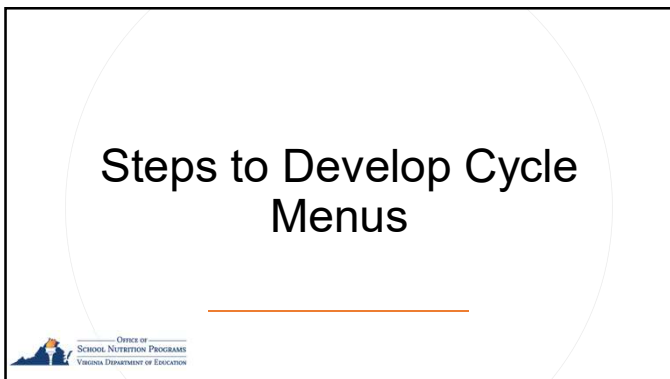 Steps to Develop Cycle
Menus
OFFICE OF
SCHOOL NUTRITION PROGRAMS
VIRGINIA DEPARTMENT OF EDUCATION